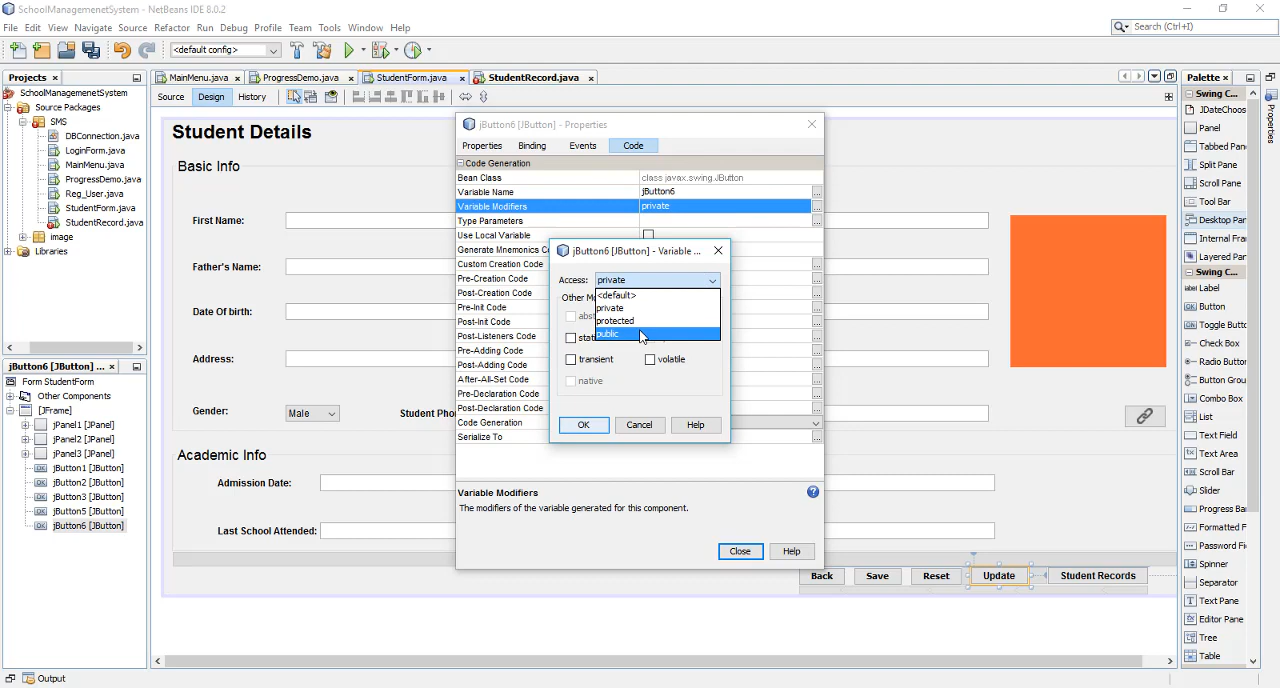 SchoolManagemenetSystem - NetBeans IDE 8.0.2
File Edit View Navigate Source Refactor Run Debug Profile Team Tools Window Help
Search (Ctrl+I)
<default config>
Projects
MainMenu.java
ProgressDemo.java
StudentForm.java
StudentRecord.java
Palette
Source Design History
SchoolManagemenetSystem
Source Packages
SMS
DBConnection.java
LoginForm.java
MainMenu.java
ProgressDemo.java
Reg_User.java
StudentForm.java
StudentRecord.java
image
Libraries
jButton6 [JButton] ...
Form StudentForm
Other Components
[JFrame]
jPanel1 [JPanel]
jPanel2 [JPanel]
jPanel3 [JPanel]
jButton1 [JButton]
jButton2 [JButton]
jButton3 [JButton]
jButton5 [JButton]
jButton6 [JButton]
Output
Student Details
Basic Info
First Name:
Father's Name:
Date Of birth:
Address:
Gender: Male
Academic Info
Admission Date:
Last School Attended:
Back Save Reset Update Student Records
jButton6 [JButton] - Properties
Properties Binding Events Code
Code Generation
Bean Class class javax.swing.JButton
Variable Name jButton6
Variable Modifiers private
Type Parameters
Use Local Variable
Generate Mnemonics
Custom Creation Code
Pre-Creation Code
Post-Creation Code
Pre-Init Code
Post-Init Code
Post-Listeners Code
Pre-Adding Code
Post-Adding Code
After-All-Set Code
Pre-Declaration Code
Post-Declaration Code
Code Generation
Serialize To
Variable Modifiers
The modifiers of the variable generated for this component.
Close Help
jButton6 [JButton] - Variable ...
Access: private
<default>
private
protected
public
transient volatile
native
OK Cancel Help
Swing C...
JDateChoos
Panel
Tabbed Pan
Split Pane
Scroll Pane
Tool Bar
Desktop Pan
Internal Fra
Layered Pan
Swing C...
Label
Button
Toggle Butto
Check Box
Radio Button
Button Grou
Combo Box
List
Text Field
Text Area
Scroll Bar
Slider
Progress Ba
Formatted F
Password Fi
Spinner
Separator
Text Pane
Editor Pane
Tree
Table
Properties